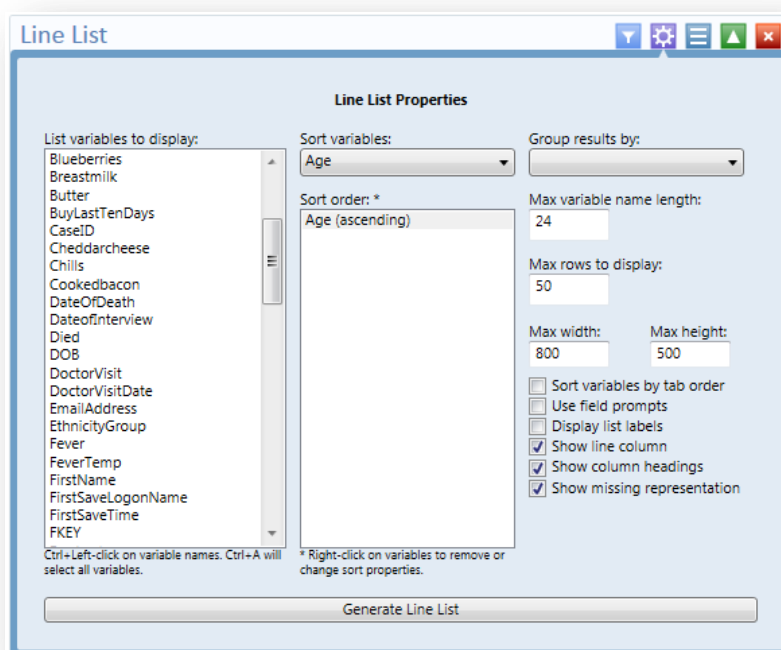 Line List
Line List Properties
List variables to display:
Blueberries
Breastmilk
Butter
BuyLastTenDays
CaseID
Cheddarcheese
Chills
Cookedbacon
DateOfDeath
DateofInterview
Died
DOB
DoctorVisit
DoctorVisitDate
EmailAddress
EthnicityGroup
Fever
FeverTemp
FirstName
FirstSaveLogonName
FirstSaveTime
FKEY
Ctrl+Left-click on variable names. Ctrl+A will
select all variables.
Sort variables:
Age
Sort order: *
Age (ascending)
* Right-click on variables to remove or
change sort properties.
Group results by:
Max variable name length:
24
Max rows to display:
50
Max width:
800
Max height:
500
Sort variables by tab order
Use field prompts
Display list labels
Show line column
Show column headings
Show missing representation
Generate Line List